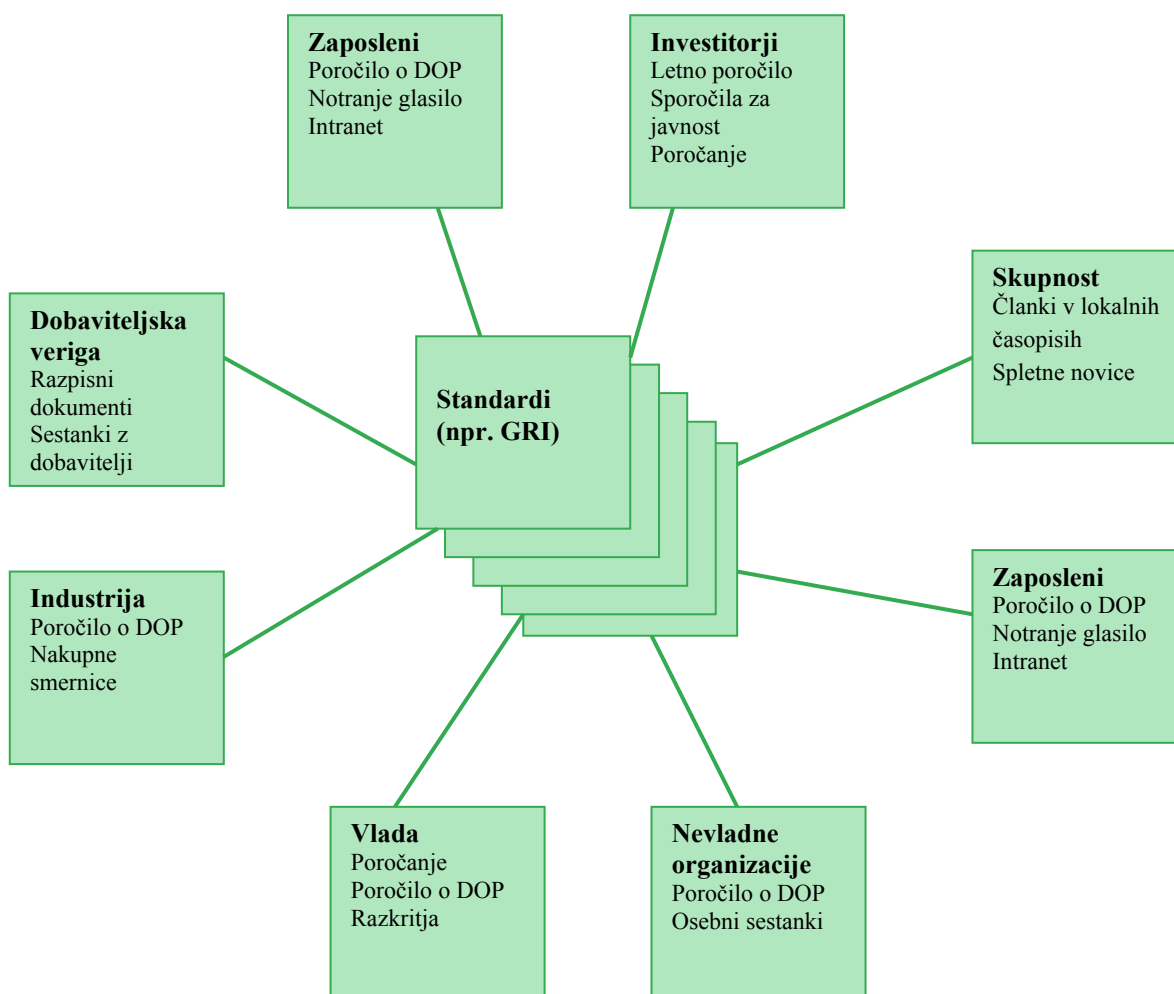 Zaposleni
Poročilo o DOP
Notranje glasilo
Intranet
Investitorji
Letno poročilo
Sporočila za
javnost
Poročanje
Skupnost
Članki v lokalnih
časopisih
Spletne novice
Dobaviteljska
veriga
Razpisni
dokumenti
Sestanki z
dobavitelji
Standardi
(npr. GRI)
Industrija
Poročilo o DOP
Nakupne
smernice
Zaposleni
Poročilo o DOP
Notranje glasilo
Intranet
Vlada
Poročanje
Poročilo o DOP
Razkritja
Nevladne
organizacije
Poročilo o DOP
Osebni sestanki